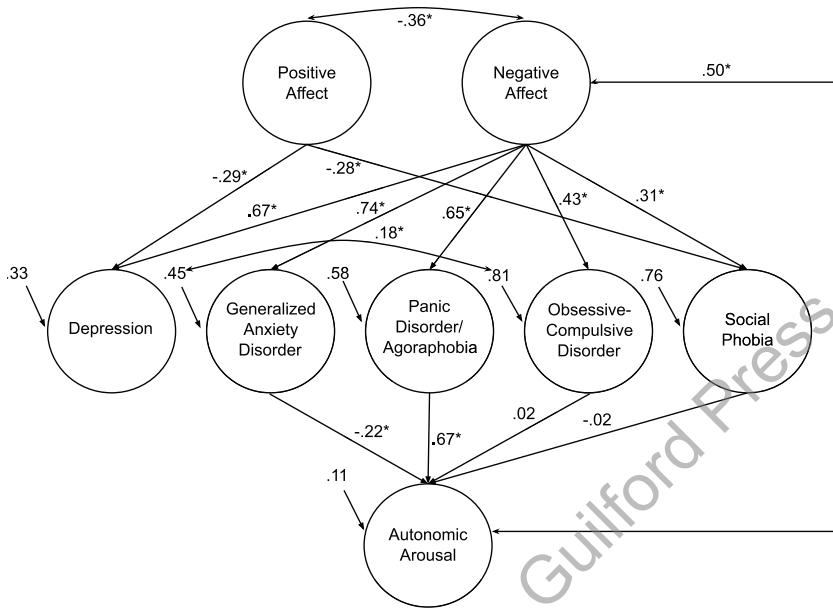 -.36*
Positive
Affect
Negative
Affect
.50*
-.29*
-.28*
.67*
.74*
.65*
.43*
.31*
.18*
.33
.45
.58
.81
.76
Depression
Generalized
Anxiety
Disorder
Panic
Disorder/
Agoraphobia
Obsessive-
Compulsive
Disorder
Social
Phobia
-.22*
.67*
.02
-.02
.11
Autonomic
Arousal
Guilford Press